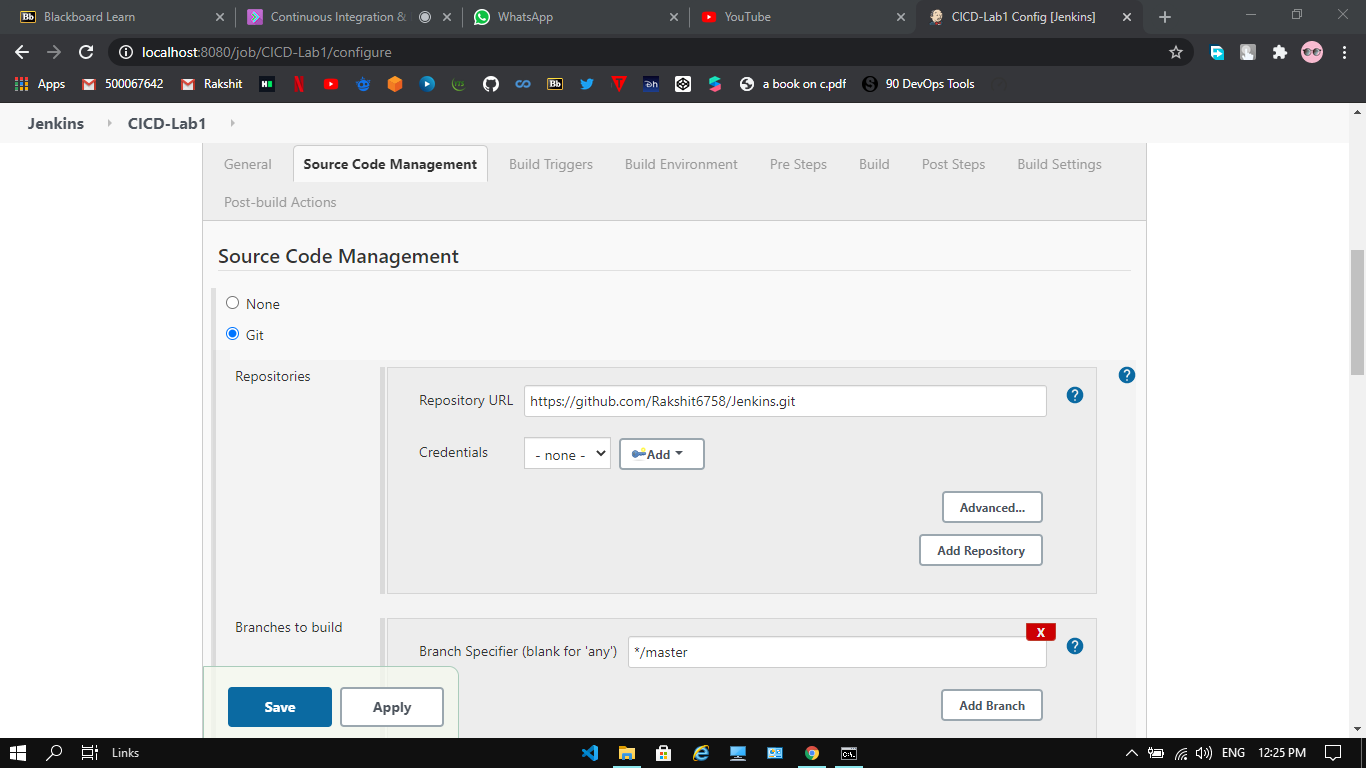 Bb Blackboard Learn
Continuous Integration &
WhatsApp
YouTube
CICD-Lab1 Config [Jenkins]
localhost:8080/job/CICD-Lab1/configure
Apps
500067642
Rakshit
Bb
a book on c.pdf
90 DevOps Tools
Jenkins
CICD-Lab1
General
Source Code Management
Build Triggers
Build Environment
Pre Steps
Build
Post Steps
Build Settings
Post-build Actions
Source Code Management
None
Git
Repositories
?
Repository URL
https://github.com/Rakshit6758/Jenkins.git
?
Credentials
- none -
Add
Advanced...
Add Repository
Branches to build
X
Branch Specifier (blank for 'any')
*/master
?
Save
Apply
Add Branch
Links
ENG
12:25 PM